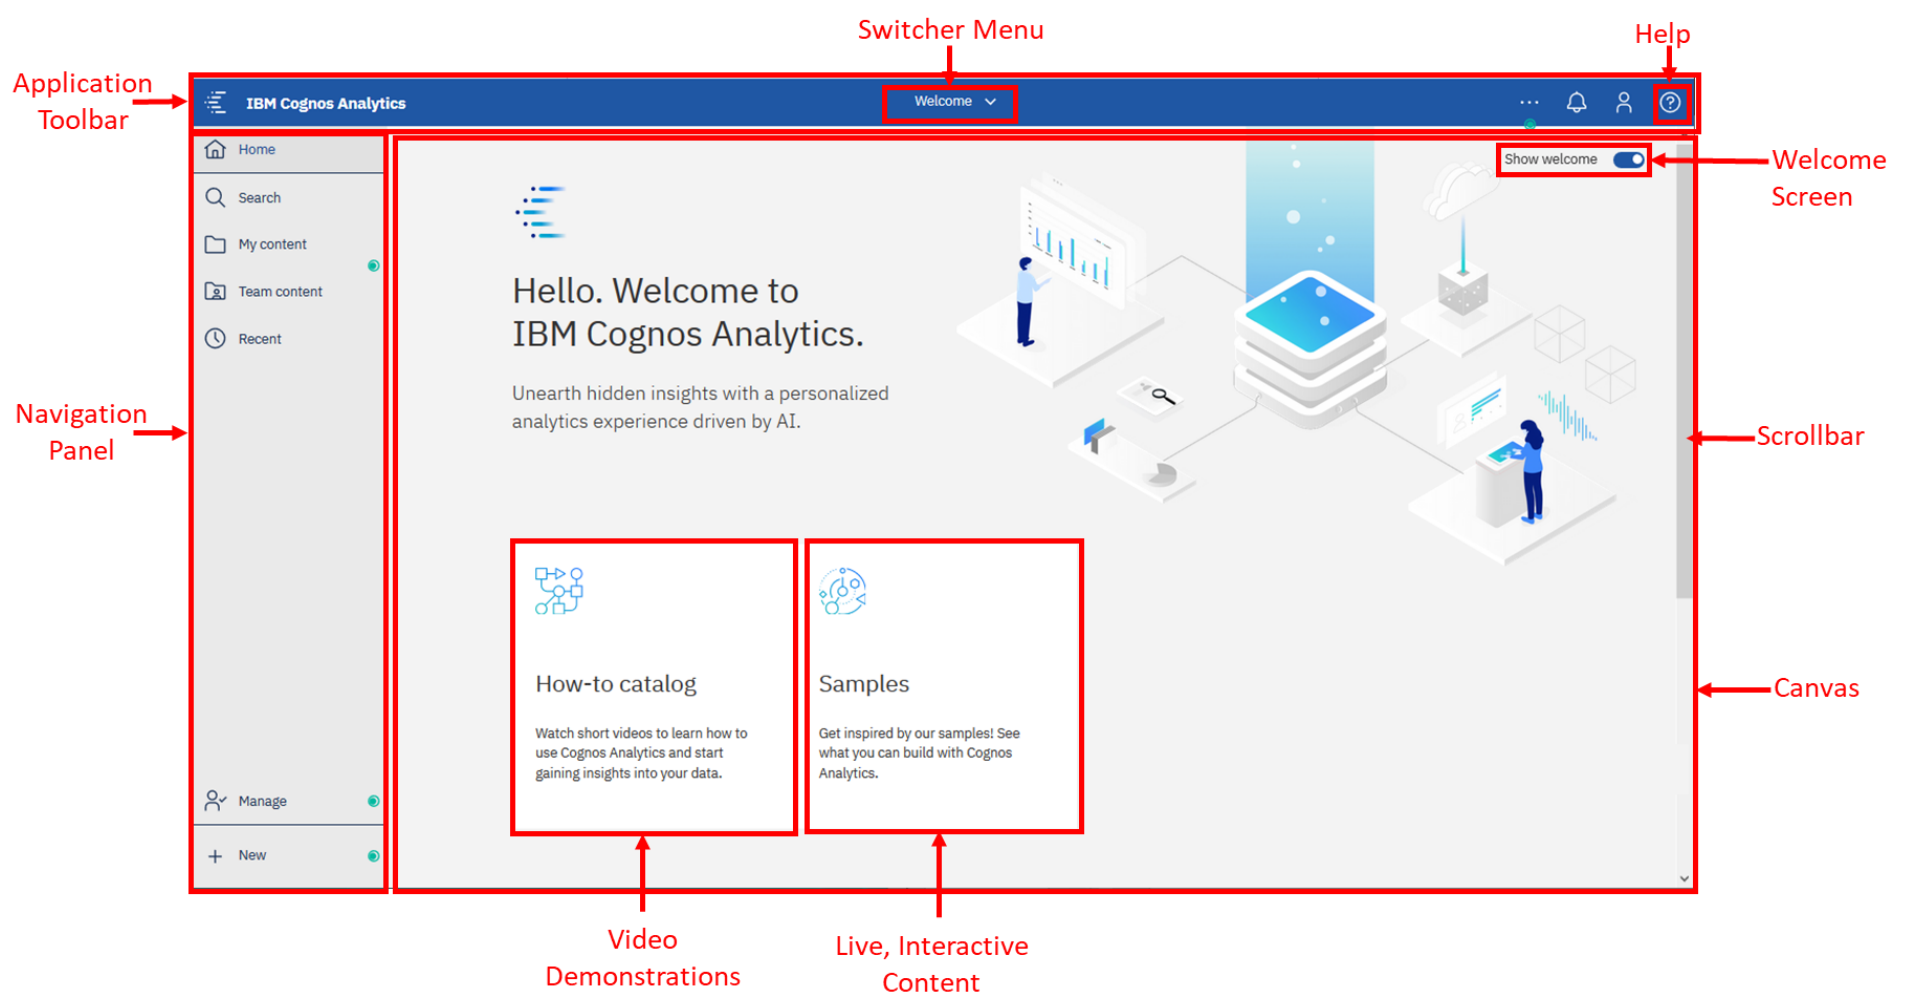 Switcher Menu
Help
Application
Toolbar
IBM Cognos Analytics
Welcome
Home
Show welcome
Welcome
Screen
Search
My content
Team content
Recent
Hello. Welcome to
IBM Cognos Analytics.
Unearth hidden insights with a personalized
analytics experience driven by AI.
Navigation
Panel
Scrollbar
Canvas
How-to catalog
Watch short videos to learn how to
use Cognos Analytics and start
gaining insights into your data.
Samples
Get inspired by our samples! See
what you can build with Cognos
Analytics.
Manage
New
Video
Demonstrations
Live, Interactive
Content